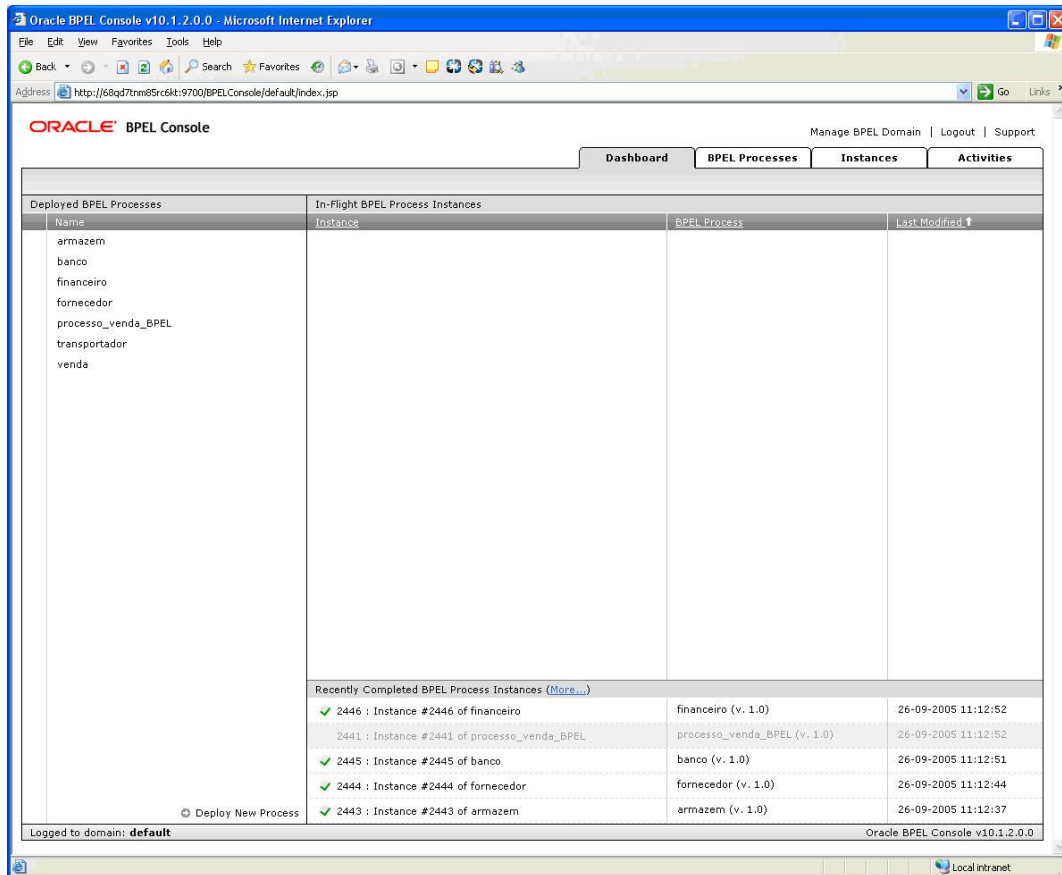 Oracle BPEL Console v10.1.2.0.0 - Microsoft Internet Explorer
File Edit View Favorites Tools Help
Back Search Favorites
Address http://68qd7tnm85rc6kt:9700/BPELConsole/default/index.jsp Go Links
ORACLE BPEL Console
Manage BPEL Domain | Logout | Support
Dashboard BPEL Processes Instances Activities
Deployed BPEL Processes In-Flight BPEL Process Instances
Name Instance BPEL Process Last Modified
armazem
banco
financeiro
fornecedor
processo_venda_BPEL
transportador
venda
Recently Completed BPEL Process Instances (More...)
2446 : Instance #2446 of financeiro financeiro (v. 1.0) 26-09-2005 11:12:52
2441 : Instance #2441 of processo_venda_BPEL processo_venda_BPEL (v. 1.0) 26-09-2005 11:12:52
2445 : Instance #2445 of banco banco (v. 1.0) 26-09-2005 11:12:51
2444 : Instance #2444 of fornecedor fornecedor (v. 1.0) 26-09-2005 11:12:44
Deploy New Process 2443 : Instance #2443 of armazem armazem (v. 1.0) 26-09-2005 11:12:37
Logged to domain: default Oracle BPEL Console v10.1.2.0.0
Local intranet